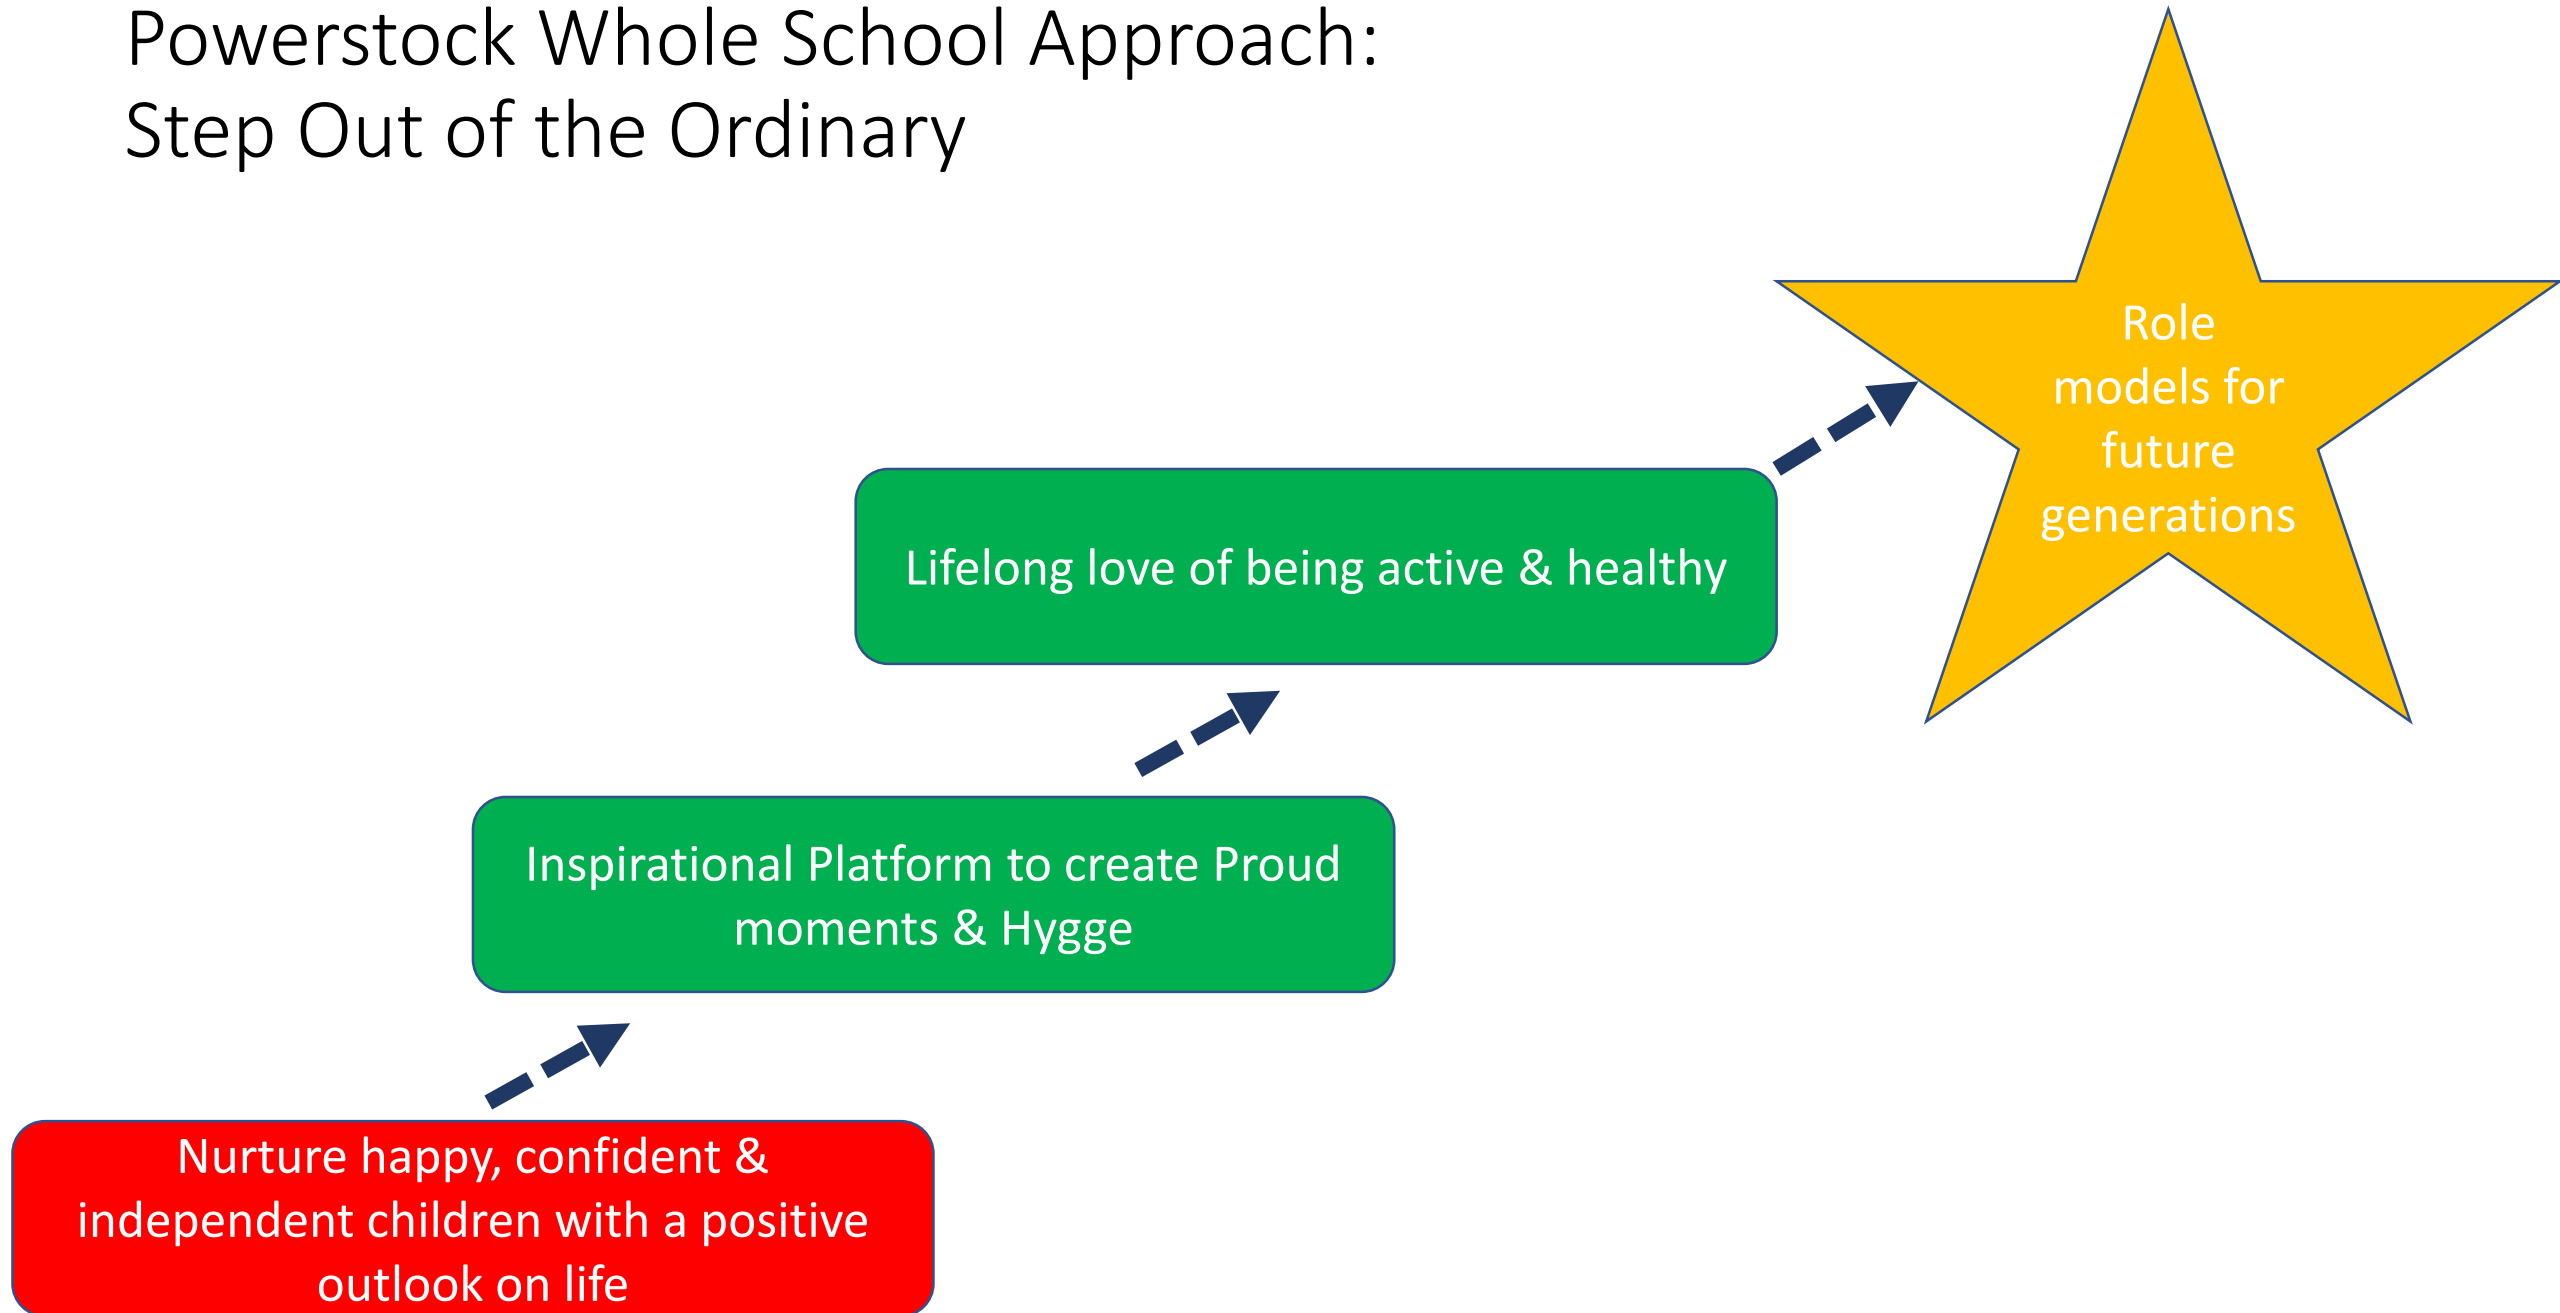 Powerstock Whole School Approach:
Step Out of the Ordinary
Role
models for
future
generations
Lifelong love of being active & healthy
Inspirational Platform to create Proud
moments & Hygge
Nurture happy, confident &
independent children with a positive
outlook on life